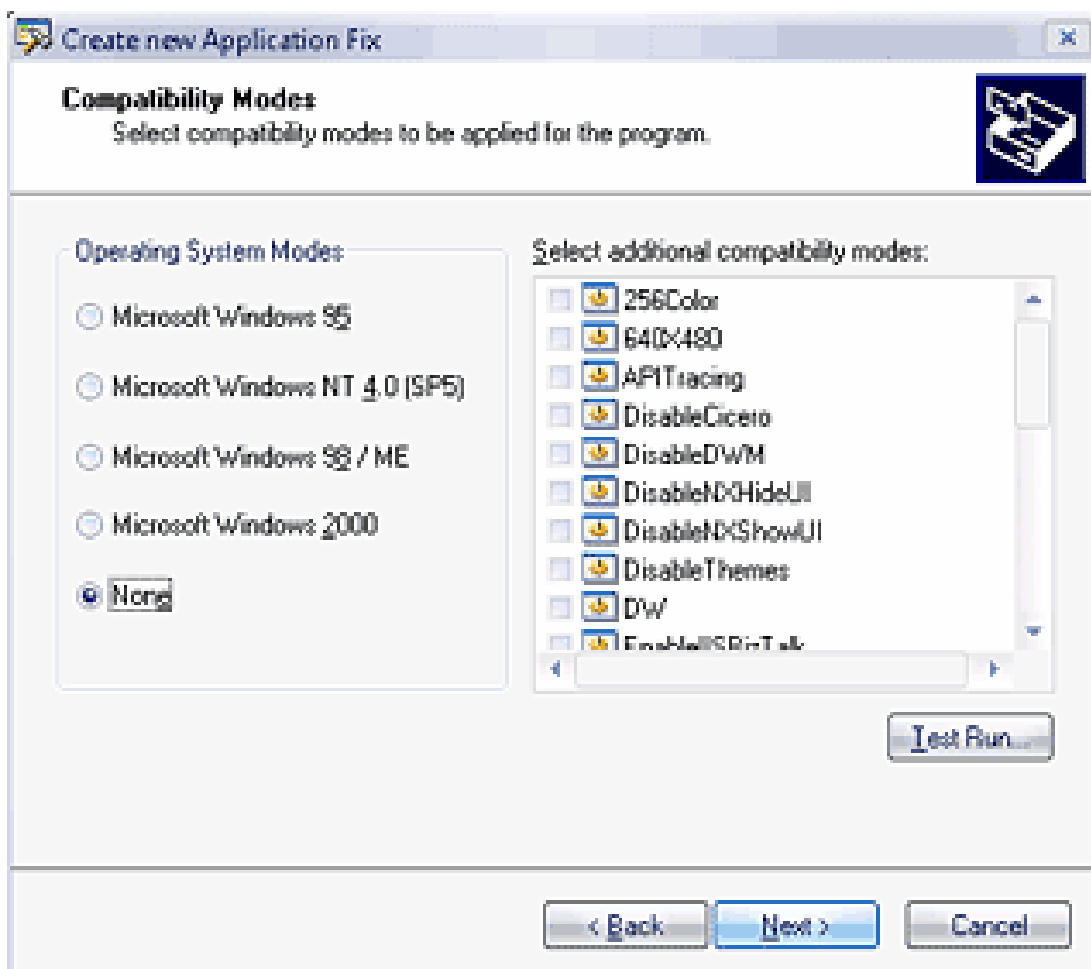 Create new Application Fix
Compatibility Modes
Select compatibility modes to be applied for the program.
Operating System Modes
Microsoft Windows 95
Microsoft Windows NT 4.0 (SP5)
Microsoft Windows 98 / ME
Microsoft Windows 2000
None
Select additional compatibility modes:
256Color
640X480
APITracing
DisableCicero
DisableDWM
DisableNXHideUI
DisableNXShowUI
DisableThemes
DW
EnableIISBizTalk
Test Run...
< Back
Next >
Cancel